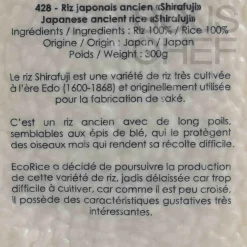 428 - Riz japonais ancien «Shirafuji»
Japanese ancient rice «Shirafuji»
Ingrédients / Ingredients : Riz 100% / Rice 100%
Origine / Origin : Japon / Japan
Poids / Weight : 300g
Le riz Shirafuji est une variété de riz très cultivée
à l'ère Edo (1600-1868) et originellement utilisée
pour la fabrication de saké.
C'est un riz ancien avec de long poils,
semblables aux épis de blé, qui le protègent
des oiseaux mais qui rendent sa récolte difficile.
EcoRice a décidé de poursuivre la production
de cette variété de riz, jadis délaissée car trop
difficile à cultiver, car comme il est peu croisé,
il possède de caractéristiques gustatives très
intéressantes.